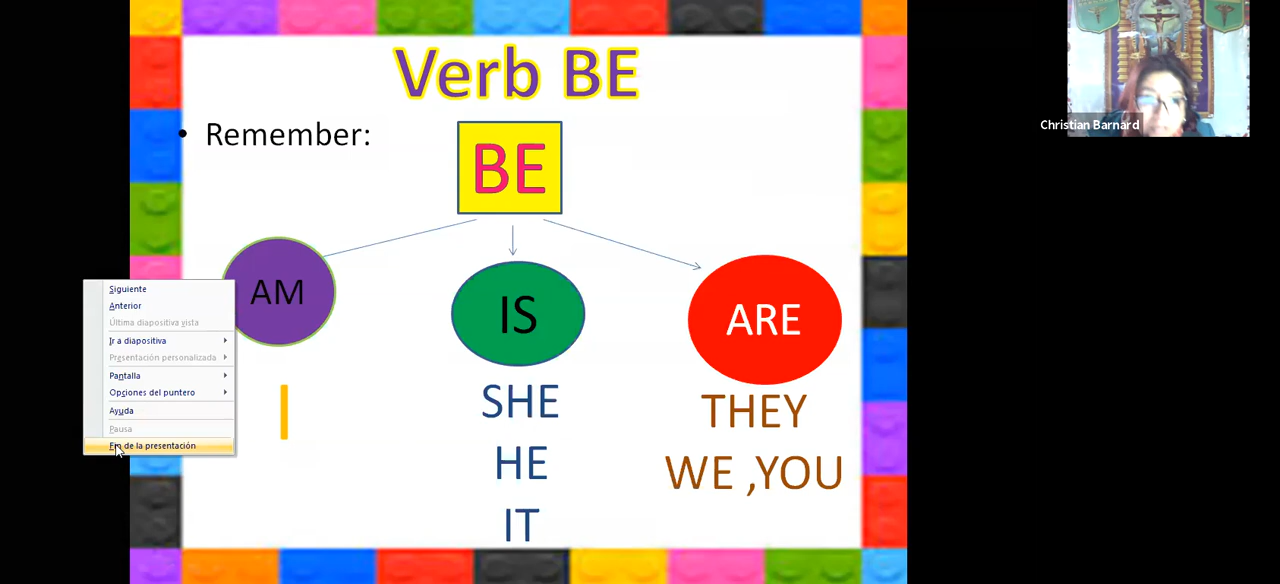 Verb BE
• Remember:
BE
AM
IS
ARE
I
SHE
HE
IT
THEY
WE ,YOU
Siguiente
Anterior
Última diapositiva vista
Ir a diapositiva
Presentación personalizada
Pantalla
Opciones del puntero
Ayuda
Pausa
Fin de la presentación
Christian Barnard